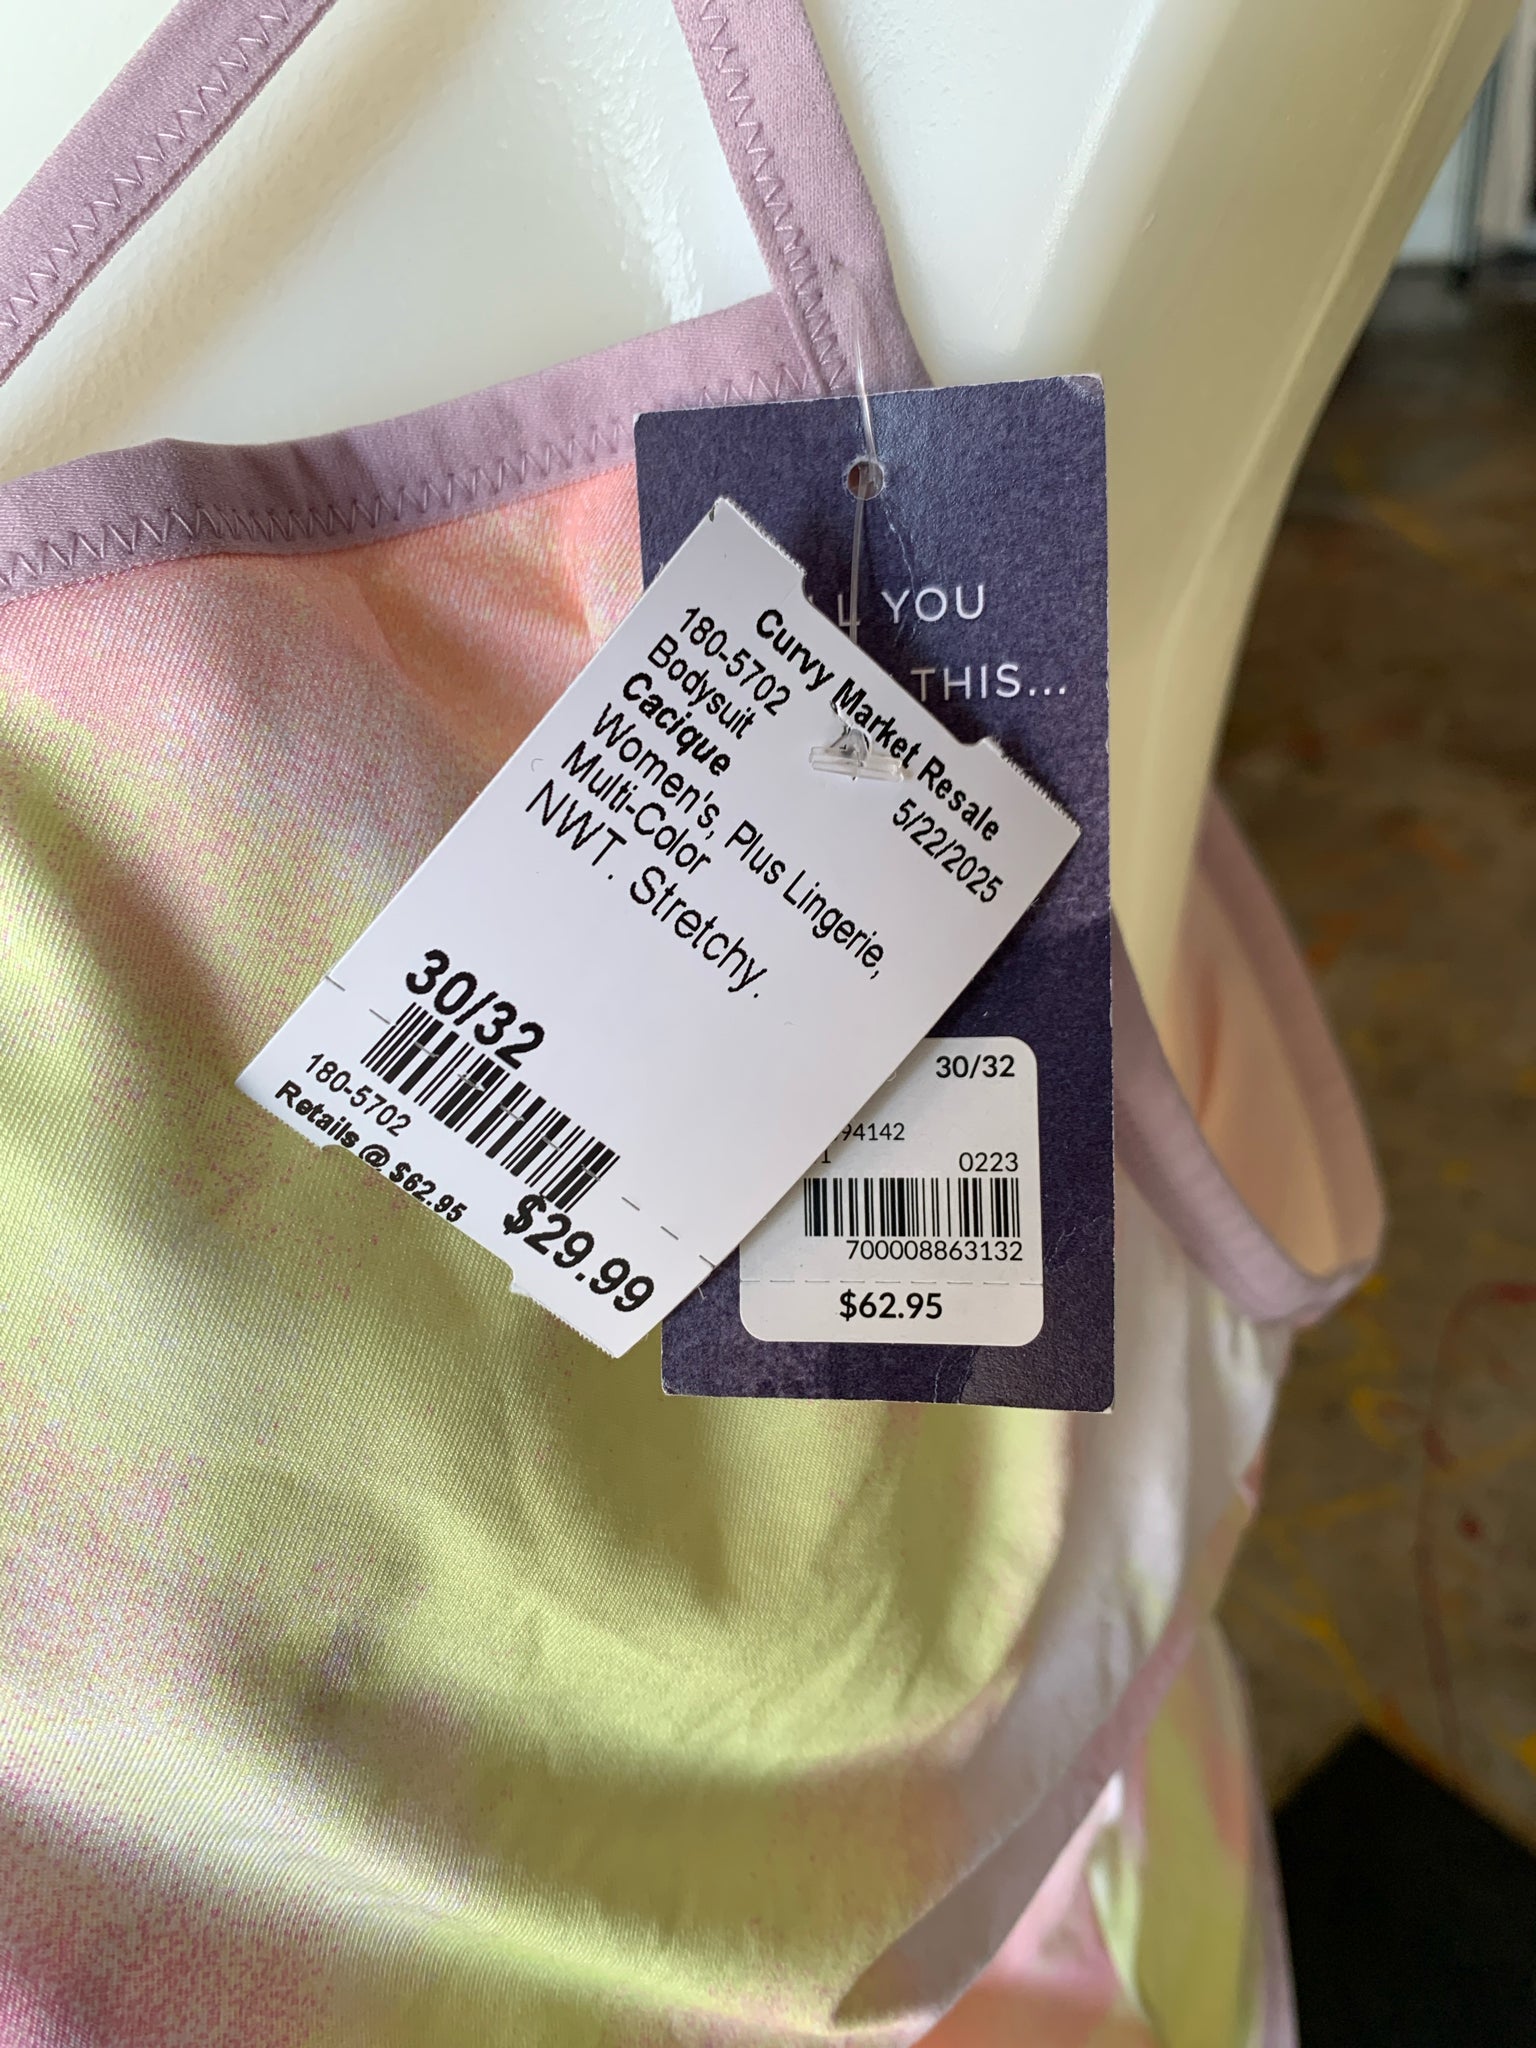 Curvy Market Resale
180-5702
5/22/2025
Bodysuit
Cacique
Women's, Plus Lingerie,
Multi-Color
NWT. Stretchy.
30/32
180-5702
Retails @ $62.95
$29.99
YOU
THIS...
30/32
94142
0223
700008863132
$62.95